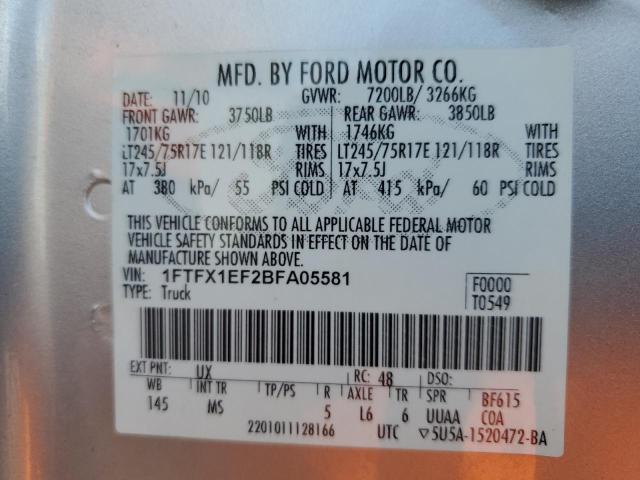 MFD. BY FORD MOTOR CO.
DATE: 11/10 GVWR: 7200LB/ 3266KG
FRONT GAWR: 3750LB REAR GAWR: 3850LB
1701KG WITH 1746KG WITH
LT245/75R17E 121/118R TIRES LT245/75R17E 121/118R TIRES
17x7.5J RIMS 17x7.5J RIMS
AT 380 kPa/ 55 PSI COLD AT 415 kPa/ 60 PSI COLD
THIS VEHICLE CONFORMS TO ALL APPLICABLE FEDERAL MOTOR
VEHICLE SAFETY STANDARDS IN EFFECT ON THE DATE OF
MANUFACTURE SHOWN ABOVE.
VIN: 1FTFX1EF2BFA05581 F0000
TYPE: Truck T0549
EXT PNT: UX RC: 48 DSO:
WB INT TR TP/PS R AXLE TR SPR BF615
145 MS 5 L6 6 UUAA COA
2201011128166 UTC ▽5U5A-1520472-BA